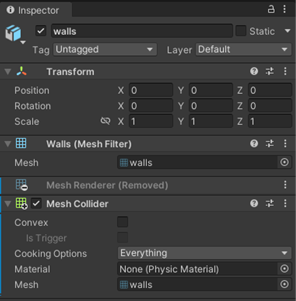 Inspector
walls
Static
Tag Untagged Layer Default
Transform
Position X 0 Y 0 Z 0
Rotation X 0 Y 0 Z 0
Scale X 1 Y 1 Z 1
Walls (Mesh Filter)
Mesh walls
Mesh Renderer (Removed)
Mesh Collider
Convex
Is Trigger
Cooking Options Everything
Material None (Physic Material)
Mesh walls